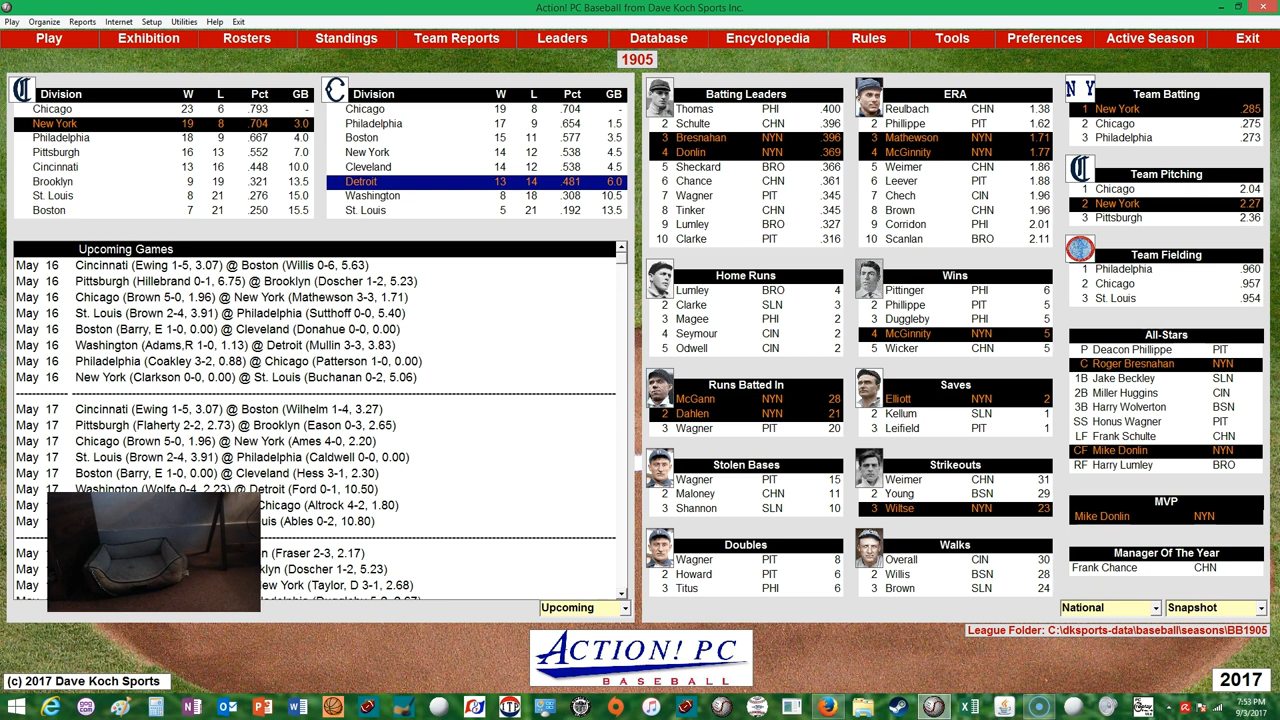 Action! PC Baseball from Dave Koch Sports Inc.
Play Organize Reports Internet Setup Utilities Help Exit
Play Exhibition Rosters Standings Team Reports Leaders Database Encyclopedia Rules Tools Preferences Active Season Exit
1905
Division W L Pct GB
Chicago 23 6 .793 -
New York 19 8 .704 3.0
Philadelphia 18 9 .667 4.0
Pittsburgh 16 13 .552 7.0
Cincinnati 13 16 .448 10.0
Brooklyn 9 19 .321 13.5
St. Louis 8 21 .276 15.0
Boston 7 21 .250 15.5
Division W L Pct GB
Chicago 19 8 .704 -
Philadelphia 17 9 .654 1.5
Boston 15 11 .577 3.5
New York 14 12 .538 4.5
Cleveland 14 12 .538 4.5
Detroit 13 14 .481 6.0
Washington 8 18 .308 10.5
St. Louis 5 21 .192 13.5
Upcoming Games
May 16 Cincinnati (Ewing 1-5, 3.07) @ Boston (Willis 0-6, 5.63)
May 16 Pittsburgh (Hillebrand 0-1, 6.75) @ Brooklyn (Doscher 1-2, 5.23)
May 16 Chicago (Brown 5-0, 1.96) @ New York (Mathewson 3-3, 1.71)
May 16 St. Louis (Brown 2-4, 3.91) @ Philadelphia (Sutthoff 0-0, 5.40)
May 16 Boston (Barry, E 1-0, 0.00) @ Cleveland (Donahue 0-0, 0.00)
May 16 Washington (Adams,R 1-0, 1.13) @ Detroit (Mullin 3-3, 3.83)
May 16 Philadelphia (Coakley 3-2, 0.88) @ Chicago (Patterson 1-0, 0.00)
May 16 New York (Clarkson 0-0, 0.00) @ St. Louis (Buchanan 0-2, 5.06)
May 17 Cincinnati (Ewing 1-5, 3.07) @ Boston (Wilhelm 1-4, 3.27)
May 17 Pittsburgh (Flaherty 2-2, 2.73) @ Brooklyn (Eason 0-3, 2.65)
May 17 Chicago (Brown 5-0, 1.96) @ New York (Ames 4-0, 2.20)
May 17 St. Louis (Brown 2-4, 3.91) @ Philadelphia (Caldwell 0-0, 0.00)
May 17 Boston (Barry, E 1-0, 0.00) @ Cleveland (Hess 3-1, 2.30)
May 17 Washington (Wolfe 0-4, 2.23) @ Detroit (Ford 0-1, 10.50)
Chicago (Altrock 4-2, 1.80)
uis (Ables 0-2, 10.80)
May n (Fraser 2-3, 2.17)
May klyn (Doscher 1-2, 5.23)
May ew York (Taylor, D 3-1, 2.68)
May
Upcoming
Batting Leaders
Thomas PHI .400
2 Schulte CHN .396
3 Bresnahan NYN .396
4 Donlin NYN .369
5 Sheckard BRO .366
6 Chance CHN .361
7 Wagner PIT .345
8 Tinker CHN .345
9 Lumley BRO .327
10 Clarke PIT .316
Home Runs
Lumley BRO 4
2 Clarke SLN 3
3 Magee PHI 2
4 Seymour CIN 2
5 Odwell CIN 2
Runs Batted In
McGann NYN 28
2 Dahlen NYN 21
3 Wagner PIT 20
Stolen Bases
Wagner PIT 15
2 Maloney CHN 11
3 Shannon SLN 10
Doubles
Wagner PIT 8
2 Howard PIT 6
3 Titus PHI 6
ERA
Reulbach CHN 1.38
2 Phillippe PIT 1.62
3 Mathewson NYN 1.71
4 McGinnity NYN 1.77
5 Weimer CHN 1.86
6 Leever PIT 1.88
7 Chech CIN 1.96
8 Brown CHN 1.96
9 Corridon PHI 2.01
10 Scanlan BRO 2.11
Wins
Pittinger PHI 6
2 Phillippe PIT 5
3 Duggleby PHI 5
4 McGinnity NYN 5
5 Wicker CHN 5
Saves
Elliott NYN 2
2 Kellum SLN 1
3 Leifield PIT 1
Strikeouts
Weimer CHN 31
2 Young BSN 29
3 Wiltse NYN 23
Walks
Overall CIN 30
2 Willis BSN 28
3 Brown SLN 24
N Y
Team Batting
1 New York .285
2 Chicago .275
3 Philadelphia .273
Team Pitching
1 Chicago 2.04
2 New York 2.27
3 Pittsburgh 2.36
Team Fielding
1 Philadelphia .960
2 Chicago .957
3 St. Louis .954
All-Stars
P Deacon Phillippe PIT
C Roger Bresnahan NYN
1B Jake Beckley SLN
2B Miller Huggins CIN
3B Harry Wolverton BSN
SS Honus Wagner PIT
LF Frank Schulte CHN
CF Mike Donlin NYN
RF Harry Lumley BRO
MVP
Mike Donlin NYN
Manager Of The Year
Frank Chance CHN
National Snapshot
League Folder: C:\dksports-data\baseball\seasons\BB1905
ACTION! PC
BASEBALL
(c) 2017 Dave Koch Sports
2017
7:53 PM
9/3/2017